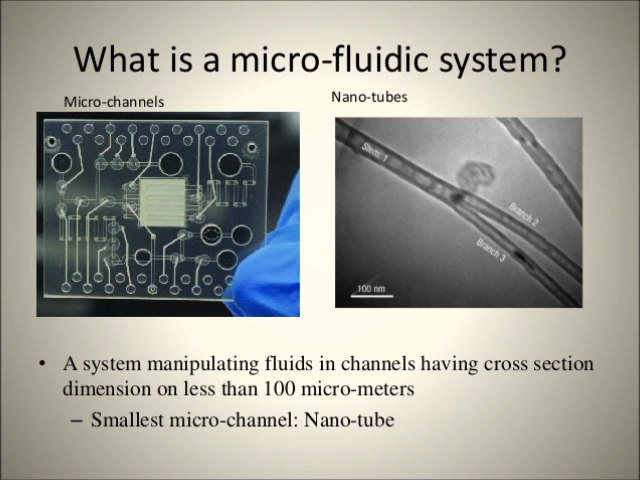 What is a micro-fluidic system?
Micro-channels
Nano-tubes
Stem: 1
Branch 2
Branch 3
100 nm
• A system manipulating fluids in channels having cross section
dimension on less than 100 micro-meters
– Smallest micro-channel: Nano-tube